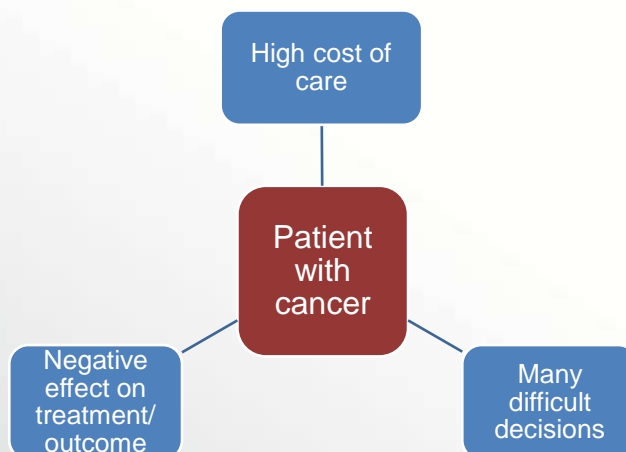 High cost of
care
Patient
with
cancer
Negative
effect on
treatment/
outcome
Many
difficult
decisions